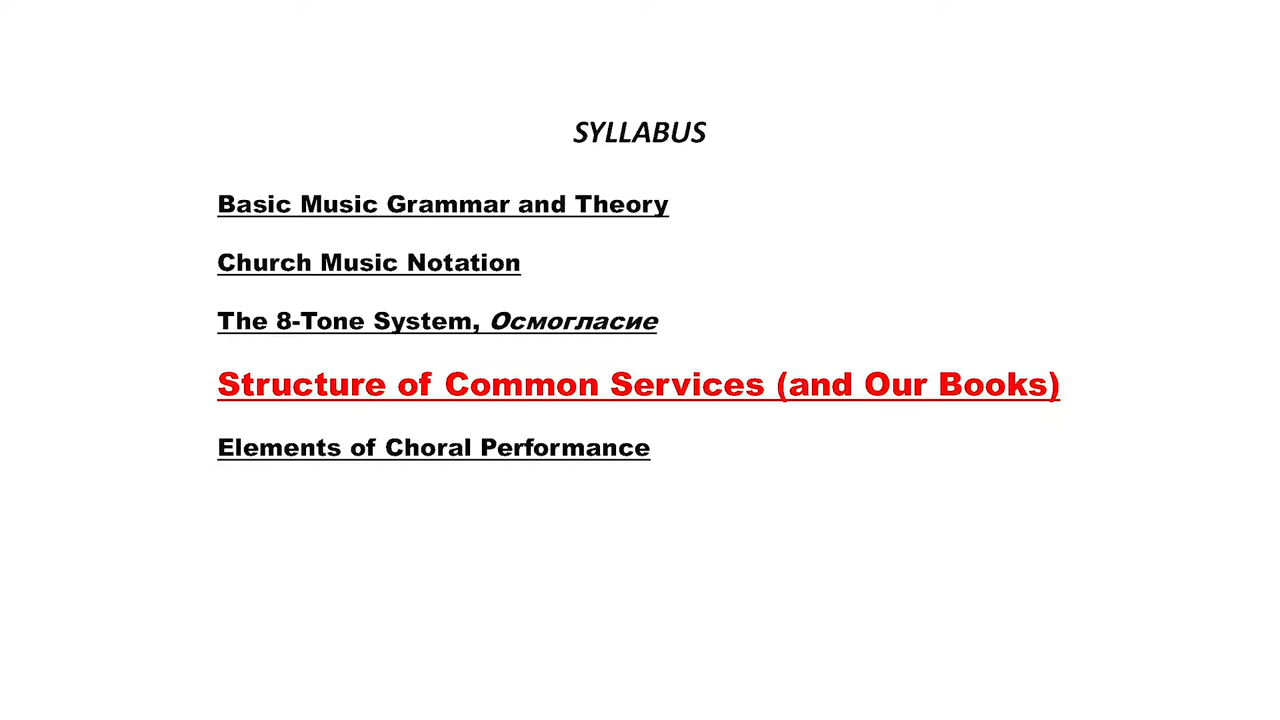 SYLLABUS
Basic Music Grammar and Theory
Church Music Notation
The 8-Tone System, Осмогласие
Structure of Common Services (and Our Books)
Elements of Choral Performance